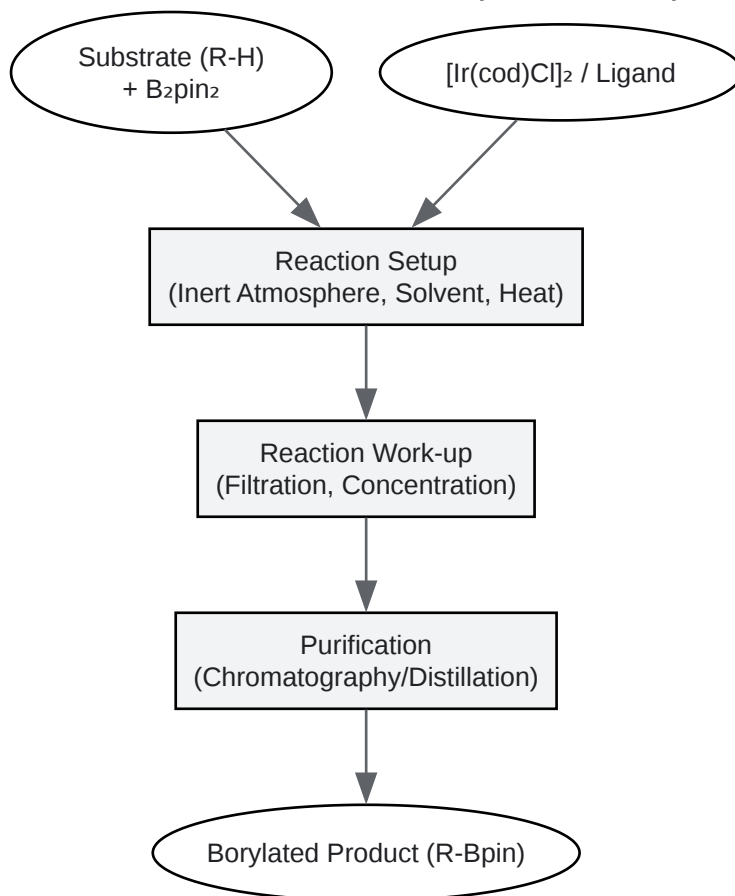 Substrate (R-H)
+ B₂pin₂
[Ir(cod)Cl]₂ / Ligand
Reaction Setup
(Inert Atmosphere, Solvent, Heat)
Reaction Work-up
(Filtration, Concentration)
Purification
(Chromatography/Distillation)
Borylated Product (R-Bpin)